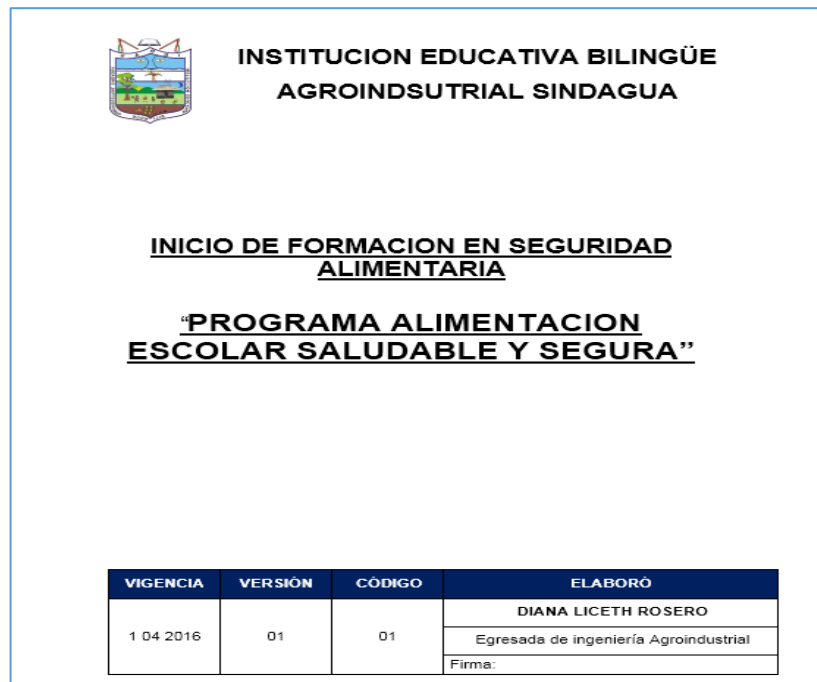 INSTITUCION EDUCATIVA BILINGÜE
AGROINDSUTRIAL SINDAGUA
INICIO DE FORMACION EN SEGURIDAD
ALIMENTARIA
“PROGRAMA ALIMENTACION
ESCOLAR SALUDABLE Y SEGURA”
VIGENCIA VERSIÓN CÓDIGO ELABORÓ
1 04 2016 01 01 DIANA LICETH ROSERO
Egresada de ingeniería Agroindustrial
Firma: